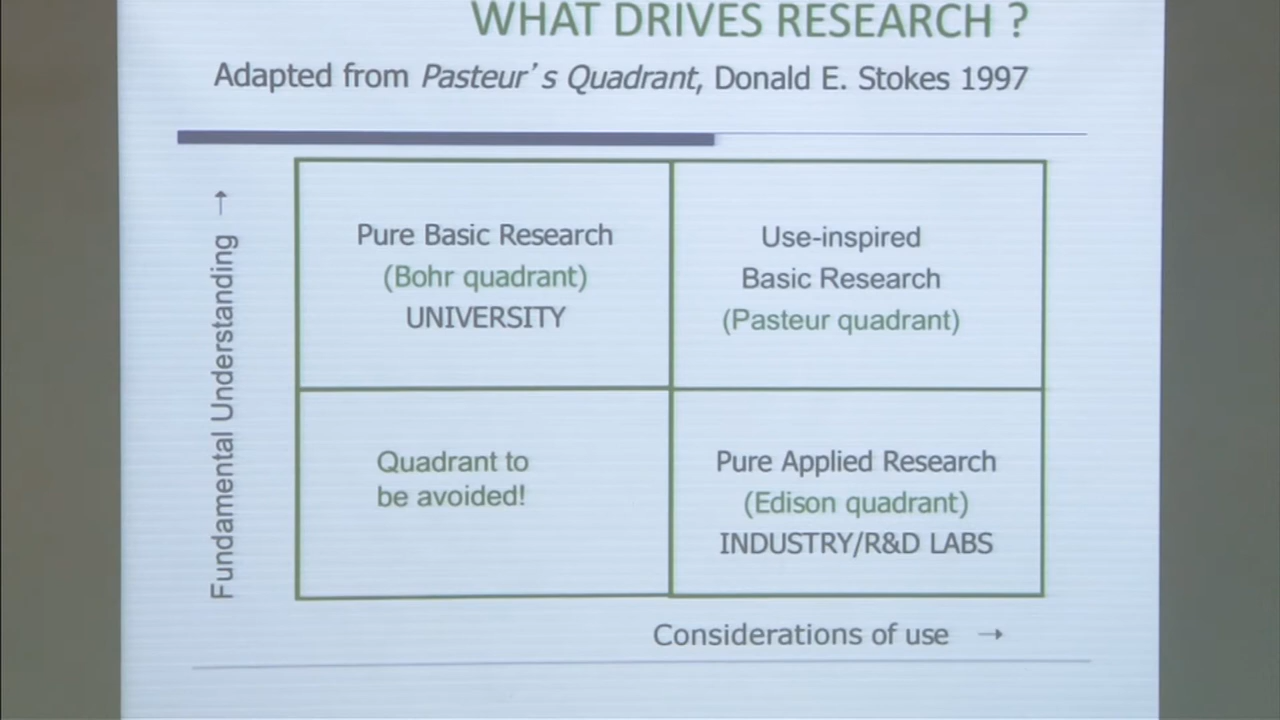 WHAT DRIVES RESEARCH ?
Adapted from Pasteur's Quadrant, Donald E. Stokes 1997
Fundamental Understanding →
Pure Basic Research
(Bohr quadrant)
UNIVERSITY
Use-inspired
Basic Research
(Pasteur quadrant)
Quadrant to
be avoided!
Pure Applied Research
(Edison quadrant)
INDUSTRY/R&D LABS
Considerations of use →